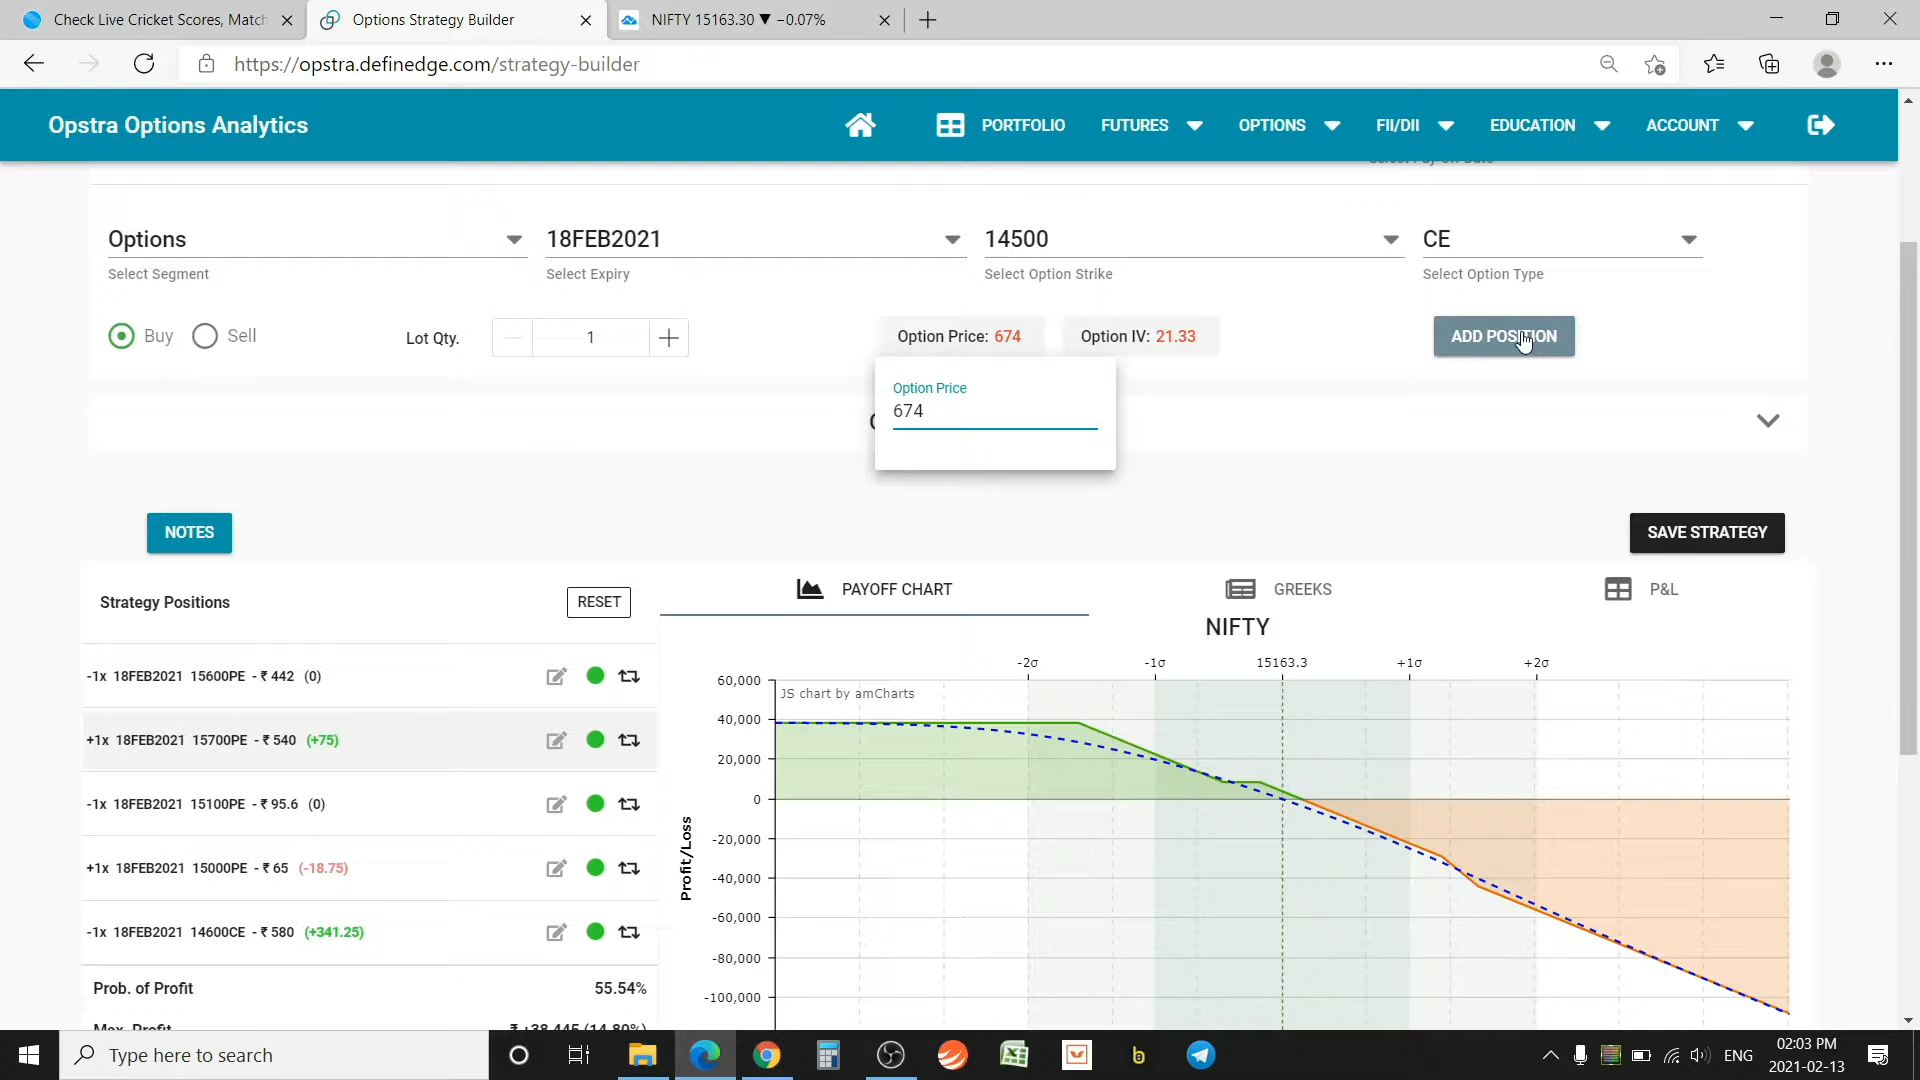 Check Live Cricket Scores, Match
Options Strategy Builder
NIFTY 15163.30 ▼ −0.07%
https://opstra.definedge.com/strategy-builder
Opstra Options Analytics
PORTFOLIO
FUTURES
OPTIONS
FII/DII
EDUCATION
ACCOUNT
Options
18FEB2021
14500
CE
Select Segment
Select Expiry
Select Option Strike
Select Option Type
Buy
Sell
Lot Qty.
1
Option Price: 674
Option IV: 21.33
ADD POSITION
Option Price
674
NOTES
SAVE STRATEGY
Strategy Positions
RESET
PAYOFF CHART
GREEKS
P&L
NIFTY
-2σ
-1σ
15163.3
+1σ
+2σ
JS chart by amCharts
60,000
40,000
20,000
0
-20,000
-40,000
-60,000
-80,000
-100,000
Profit/Loss
-1x 18FEB2021 15600PE - ₹ 442 (0)
+1x 18FEB2021 15700PE - ₹ 540 (+75)
-1x 18FEB2021 15100PE - ₹ 95.6 (0)
+1x 18FEB2021 15000PE - ₹ 65 (-18.75)
-1x 18FEB2021 14600CE - ₹ 580 (+341.25)
Prob. of Profit
55.54%
Max. Profit
₹ +38,445 (14.80%)
Type here to search
ENG
02:03 PM
2021-02-13